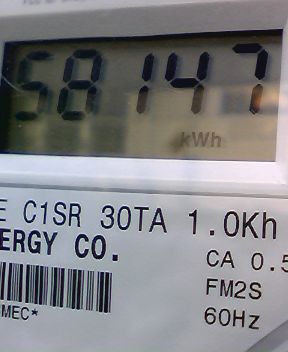 58147
kWh
E C1SR 30TA 1.0Kh
ERGY CO.
CA 0.5
FM2S
MEC*
60Hz